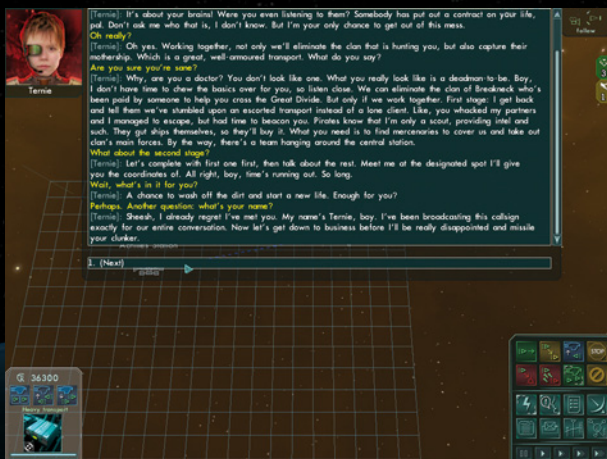 [Ternie]: It's about your brains! Were you even listening to them? Somebody has put out a contract on your life,
pal. Don't ask me who that is, I don't know. But I'm your only chance to get out of this mess.
Oh really?
[Ternie]: Oh yes. Working together, not only we'll eliminate the clan that is hunting you, but also capture their
mothership. Which is a great, well-armoured transport. What do you say?
Are you sure you're sane?
[Ternie]: Why, are you a doctor? You don't look like one. What you really look like is a deadman-to-be. Boy,
I don't have time to chew the basics over for you, so listen close. We can eliminate the clan of Breakneck who's
been paid by someone to help you cross the Great Divide. But only if we work together. First stage: I get back
and tell them we've stumbled upon an escorted transport instead of a lone client. Like, you whacked my partners
and I managed to escape, but had time to beacon you. Pirates know that I'm only a scout, providing intel and
such. They gut ships themselves, so they'll buy it. What you need is to find mercenaries to cover us and take out
clan's main forces. By the way, there's a team hanging around the central station.
What about the second stage?
[Ternie]: Let's complete with first one first, then talk about the rest. Meet me at the designated spot I'll give
you the coordinates of. All right, boy, time's running out. So long.
Wait, what's in it for you?
[Ternie]: A chance to wash off the dirt and start a new life. Enough for you?
Perhaps. Another question: what's your name?
[Ternie]: Sheesh, I already regret I've met you. My name's Ternie, boy. I've been broadcasting this callsign
exactly for our entire conversation. Now let's get down to business before I'll be really disappointed and missile
your clunker.
Ternie
Follow
3
1
1. (Next)
36300
Heavy transport
STOP